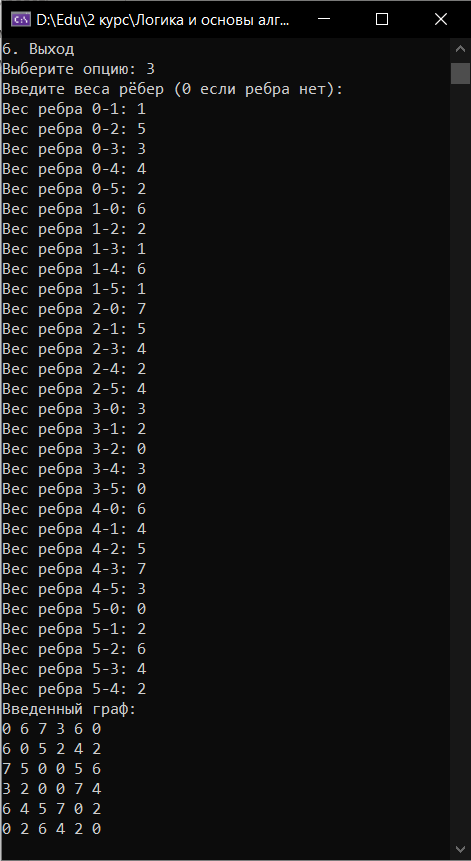 D:\Edu\2 курс\Логика и основы алг...
6. Выход
Выберите опцию: 3
Введите веса рёбер (0 если ребра нет):
Вес ребра 0-1: 1
Вес ребра 0-2: 5
Вес ребра 0-3: 3
Вес ребра 0-4: 4
Вес ребра 0-5: 2
Вес ребра 1-0: 6
Вес ребра 1-2: 2
Вес ребра 1-3: 1
Вес ребра 1-4: 6
Вес ребра 1-5: 1
Вес ребра 2-0: 7
Вес ребра 2-1: 5
Вес ребра 2-3: 4
Вес ребра 2-4: 2
Вес ребра 2-5: 4
Вес ребра 3-0: 3
Вес ребра 3-1: 2
Вес ребра 3-2: 0
Вес ребра 3-4: 3
Вес ребра 3-5: 0
Вес ребра 4-0: 6
Вес ребра 4-1: 4
Вес ребра 4-2: 5
Вес ребра 4-3: 7
Вес ребра 4-5: 3
Вес ребра 5-0: 0
Вес ребра 5-1: 2
Вес ребра 5-2: 6
Вес ребра 5-3: 4
Вес ребра 5-4: 2
Введенный граф:
0 6 7 3 6 0
6 0 5 2 4 2
7 5 0 0 5 6
3 2 0 0 7 4
6 4 5 7 0 2
0 2 6 4 2 0